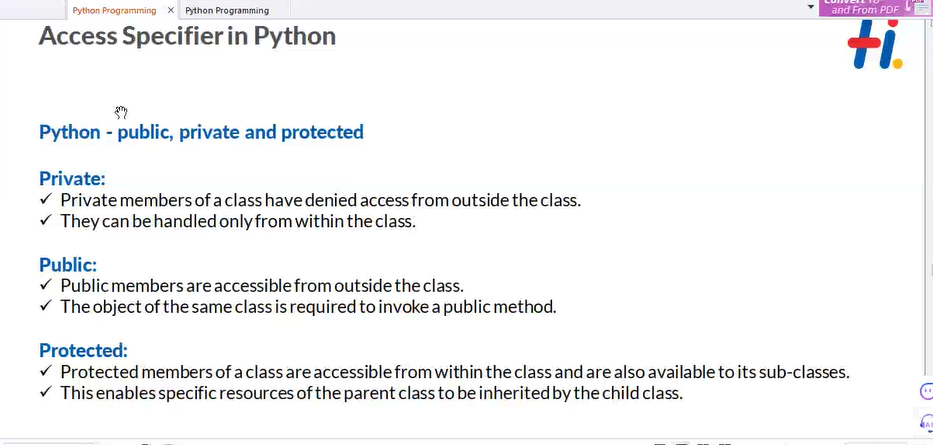 Python Programming
Python Programming
and From PDF
Access Specifier in Python
Python - public, private and protected
Private:
Private members of a class have denied access from outside the class.
They can be handled only from within the class.
Public:
Public members are accessible from outside the class.
The object of the same class is required to invoke a public method.
Protected:
Protected members of a class are accessible from within the class and are also available to its sub-classes.
This enables specific resources of the parent class to be inherited by the child class.